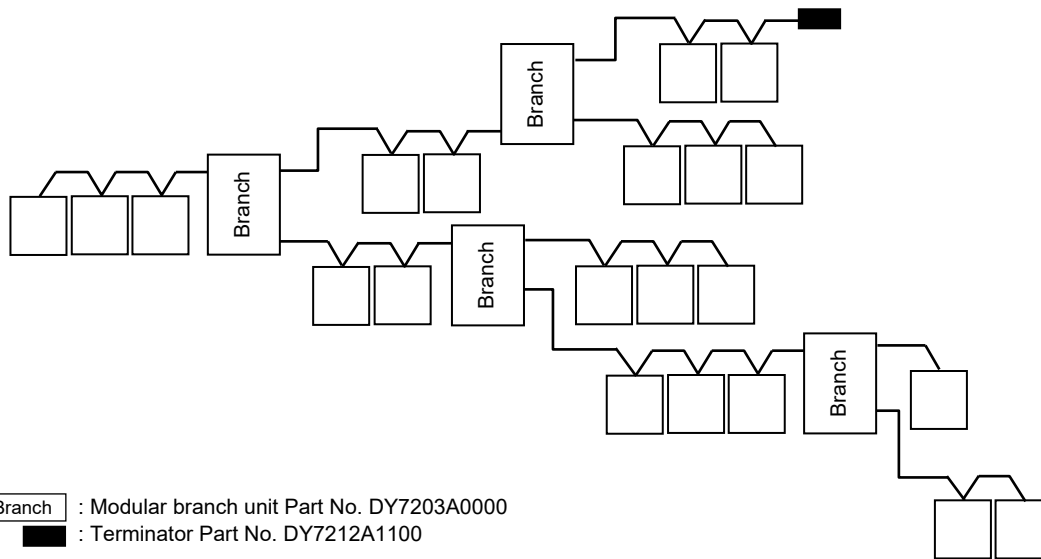 Branch
Branch
Branch
Branch
Branch : Modular branch unit Part No. DY7203A0000
: Terminator Part No. DY7212A1100